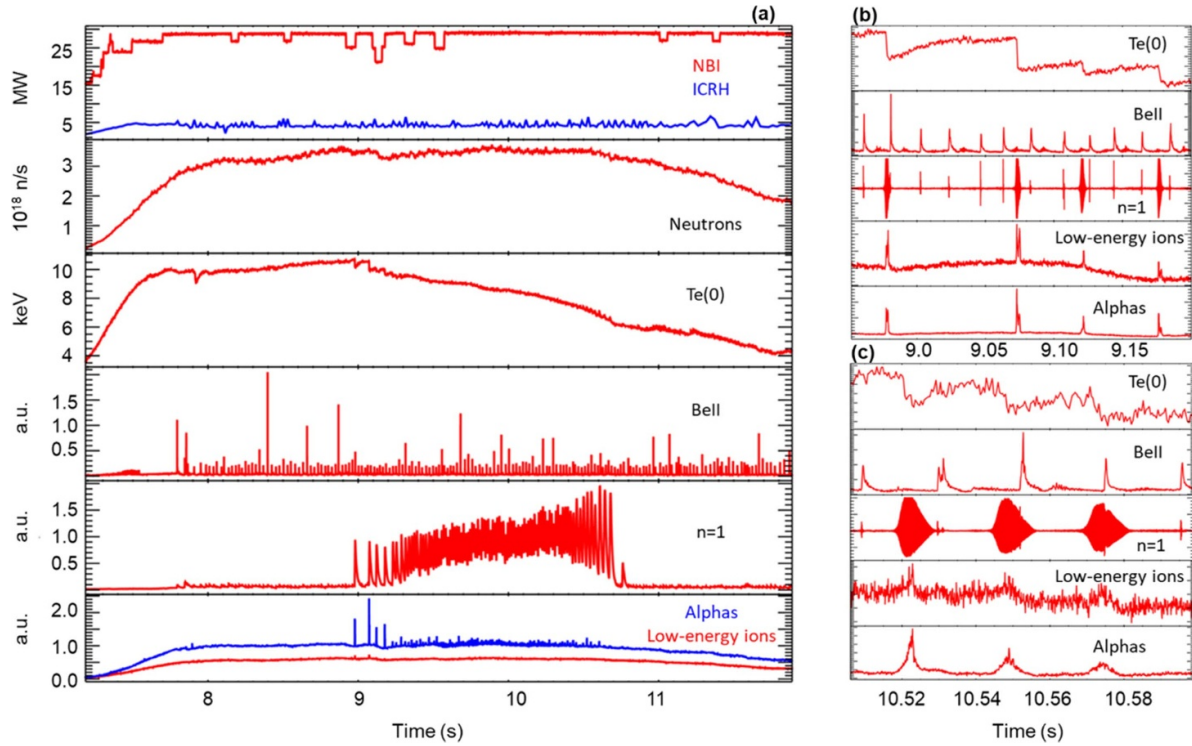 (a)
25
15
5
MW
NBI
ICRH
3
2
1
10¹⁸ n/s
Neutrons
10
8
6
4
keV
Te(0)
1.5
1.0
0.5
a.u.
BeII
1.5
1.0
0.5
a.u.
n=1
2.0
1.0
0.0
a.u.
Alphas
Low-energy ions
8 9 10 11
Time (s)
(b)
Te(0)
BeII
n=1
Low-energy ions
Alphas
9.0 9.05 9.10 9.15
(c)
Te(0)
BeII
n=1
Low-energy ions
Alphas
10.52 10.54 10.56 10.58
Time (s)